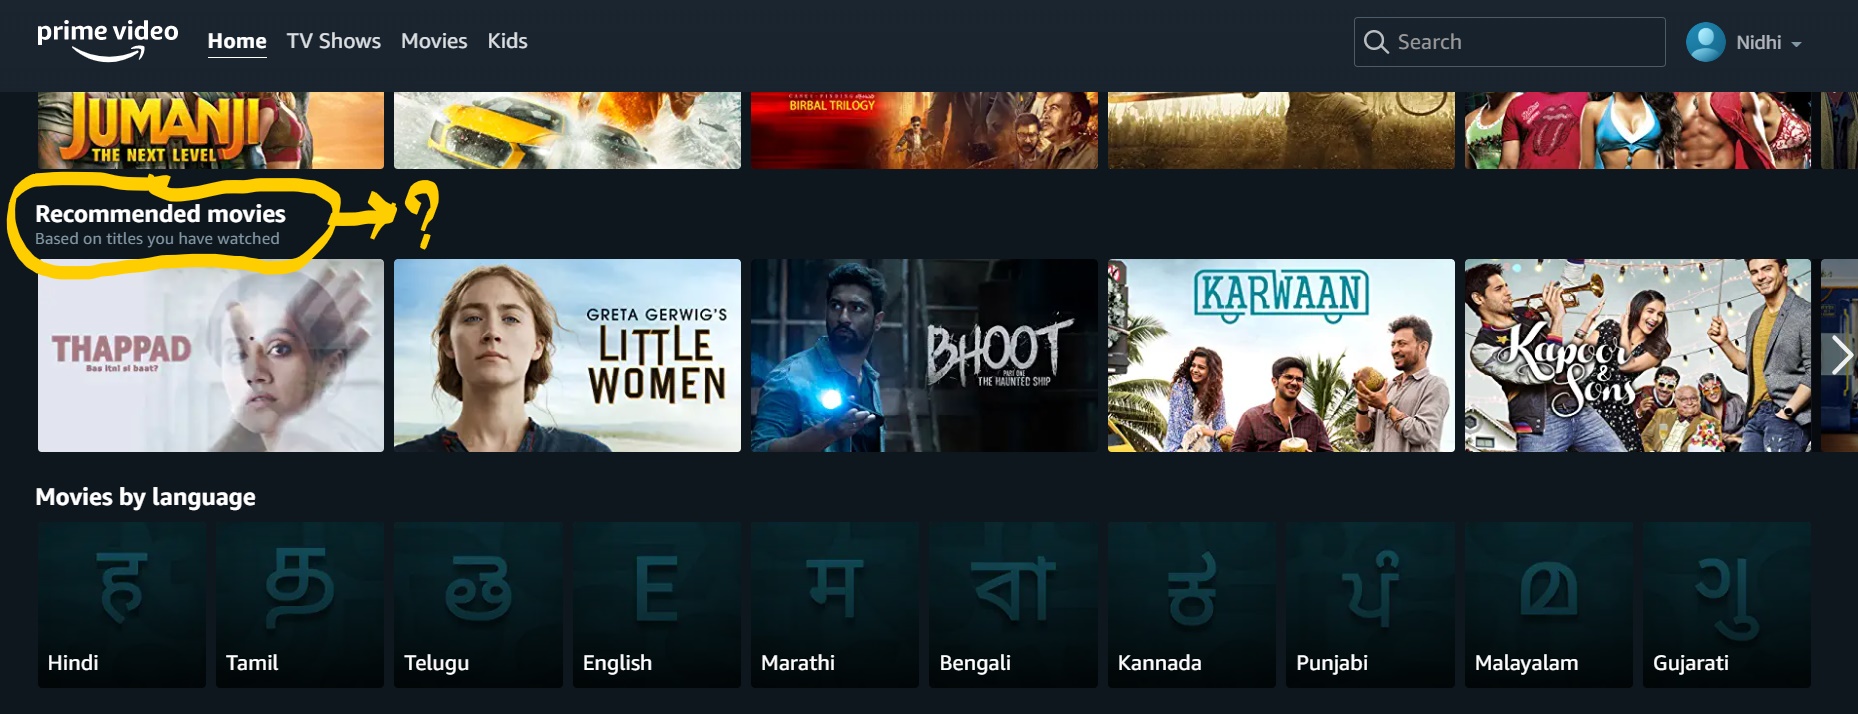 prime video
Home TV Shows Movies Kids
Search
Nidhi
JUMANJI
THE NEXT LEVEL
BIRBAL TRILOGY
Recommended movies
?
Based on titles you have watched
THAPPAD
Bas itni si baat?
GRETA GERWIG'S
LITTLE
WOMEN
BHOOT
PART ONE
THE HAUNTED SHIP
KARWAAN
Kapoor
&
Sons
Movies by language
ह த తె E म বা ಕ ਪੰ മ ગુ
Hindi Tamil Telugu English Marathi Bengali Kannada Punjabi Malayalam Gujarati